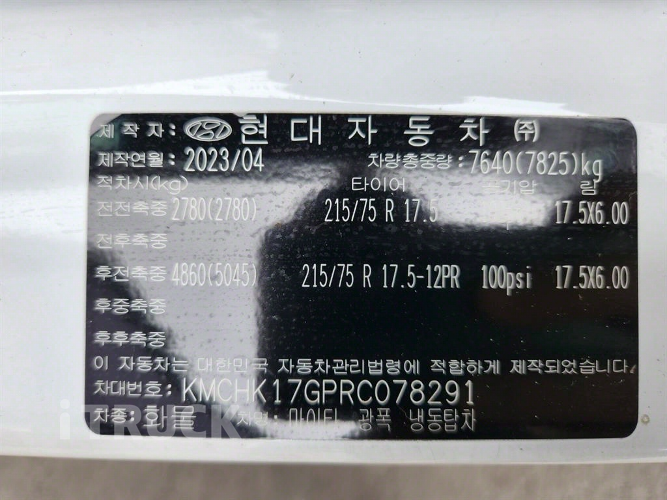 제작자: 현대자동차 ㈜
제작연월: 2023/04 차량총중량: 7640(7825)kg
적차시(kg) 타이어 공기압 림
전전축중 2780(2780) 215/75 R 17.5 17.5X6.00
전후축중
후전축중 4860(5045) 215/75 R 17.5-12PR 100psi 17.5X6.00
후중축중
후후축중
이 자동차는 대한민국 자동차관리법령에 적합하게 제작되었습니다
차대번호: KMCHK17GPRC078291
차종: 화물 차명: 마이티 광폭 냉동탑차
iTRUCK